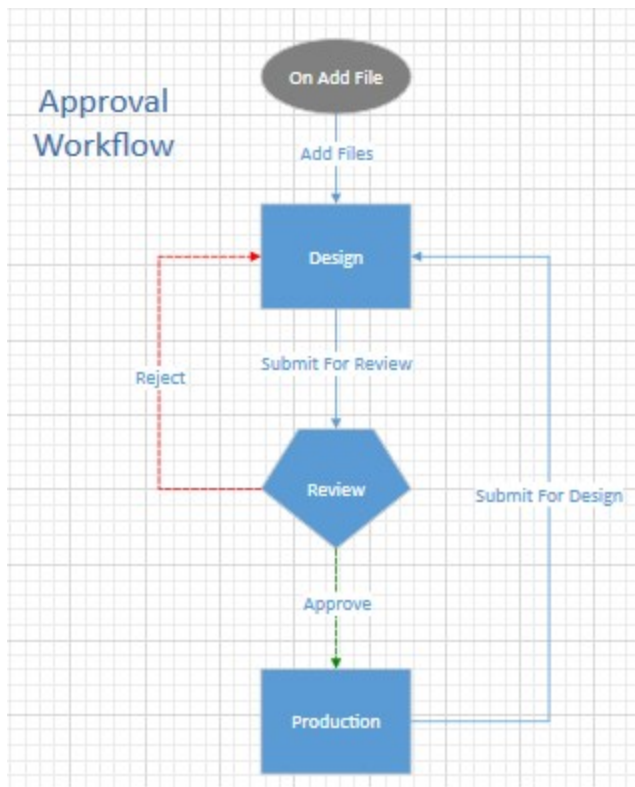 On Add File
Approval
Workflow
Add Files
Design
Submit For Review
Reject
Review
Submit For Design
Approve
Production